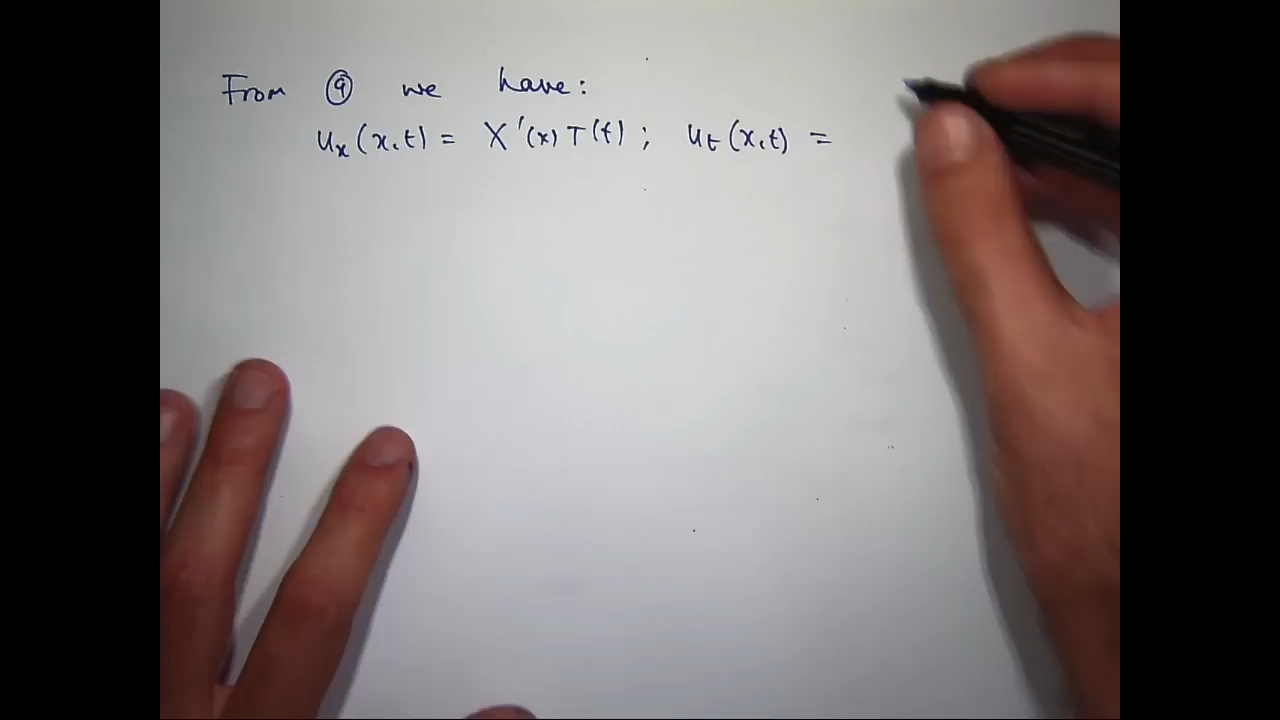 From ⑨ we have:
u_x(x,t) = X'(x)T(t); u_t(x,t) =